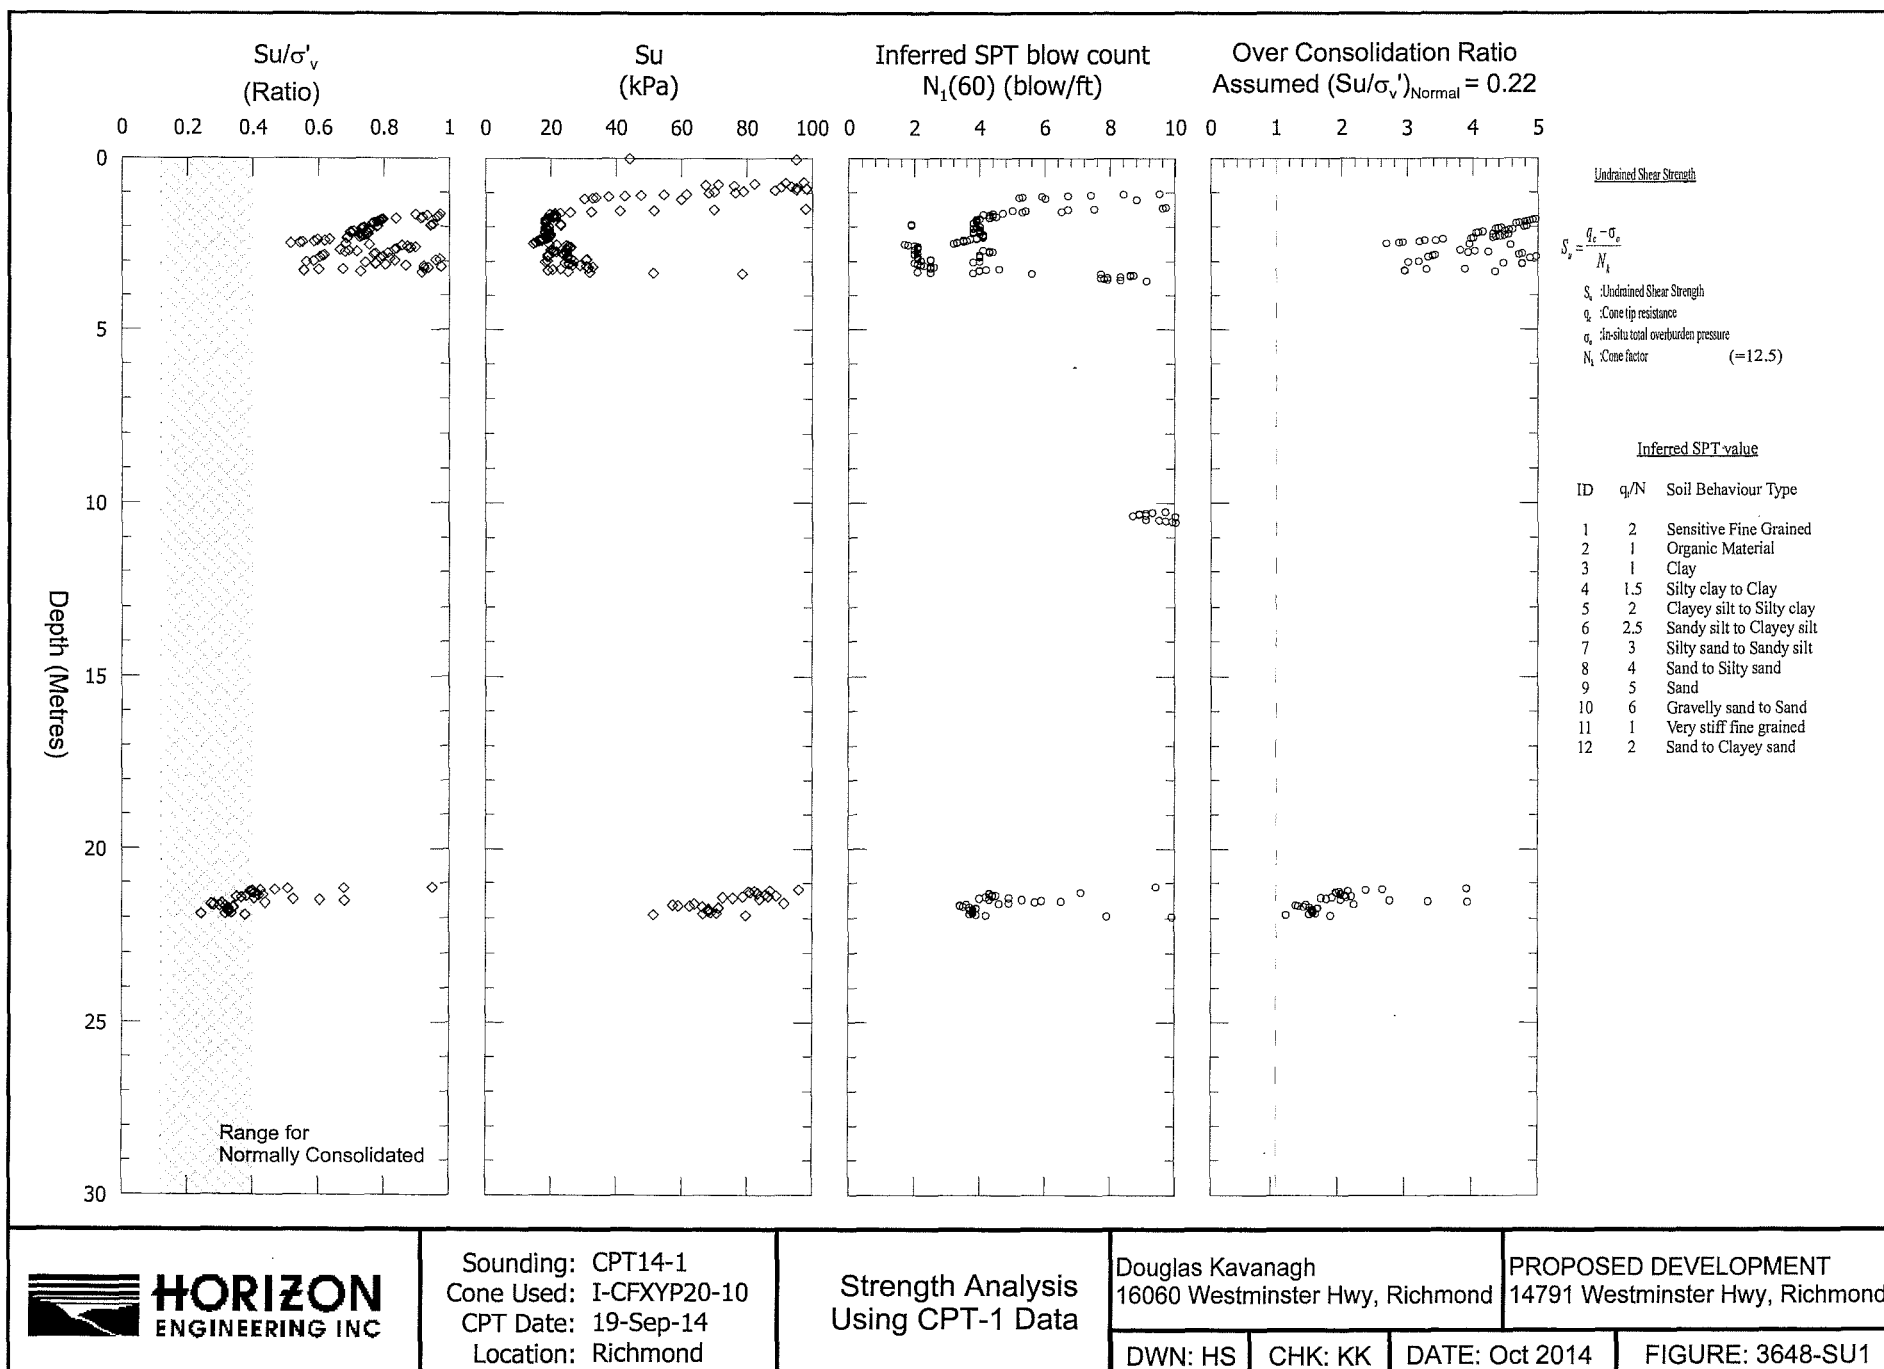 Su/σ'v
(Ratio)
0 0.2 0.4 0.6 0.8 1
Su
(kPa)
0 20 40 60 80 100
Inferred SPT blow count
N1(60) (blow/ft)
0 2 4 6 8 10
Over Consolidation Ratio
Assumed (Su/σv')Normal = 0.22
0 1 2 3 4 5
0
5
10
15
20
25
30
Depth (Metres)
Range for
Normally Consolidated
Undrained Shear Strength
Su = (qc − σo) / Nk
Su :Undrained Shear Strength
qc :Cone tip resistance
σo :In-situ total overburden pressure
Nk :Cone factor (=12.5)
Inferred SPT value
ID qt/N Soil Behaviour Type
1 2 Sensitive Fine Grained
2 1 Organic Material
3 1 Clay
4 1.5 Silty clay to Clay
5 2 Clayey silt to Silty clay
6 2.5 Sandy silt to Clayey silt
7 3 Silty sand to Sandy silt
8 4 Sand to Silty sand
9 5 Sand
10 6 Gravelly sand to Sand
11 1 Very stiff fine grained
12 2 Sand to Clayey sand
HORIZON
ENGINEERING INC
Sounding: CPT14-1
Cone Used: I-CFXYP20-10
CPT Date: 19-Sep-14
Location: Richmond
Strength Analysis
Using CPT-1 Data
Douglas Kavanagh
16060 Westminster Hwy, Richmond
PROPOSED DEVELOPMENT
14791 Westminster Hwy, Richmond
DWN: HS
CHK: KK
DATE: Oct 2014
FIGURE: 3648-SU1